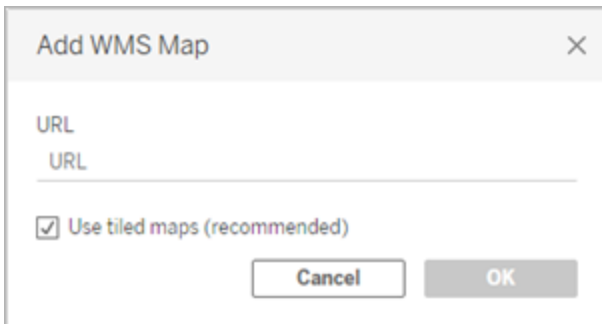 Add WMS Map
URL
URL
Use tiled maps (recommended)
Cancel OK